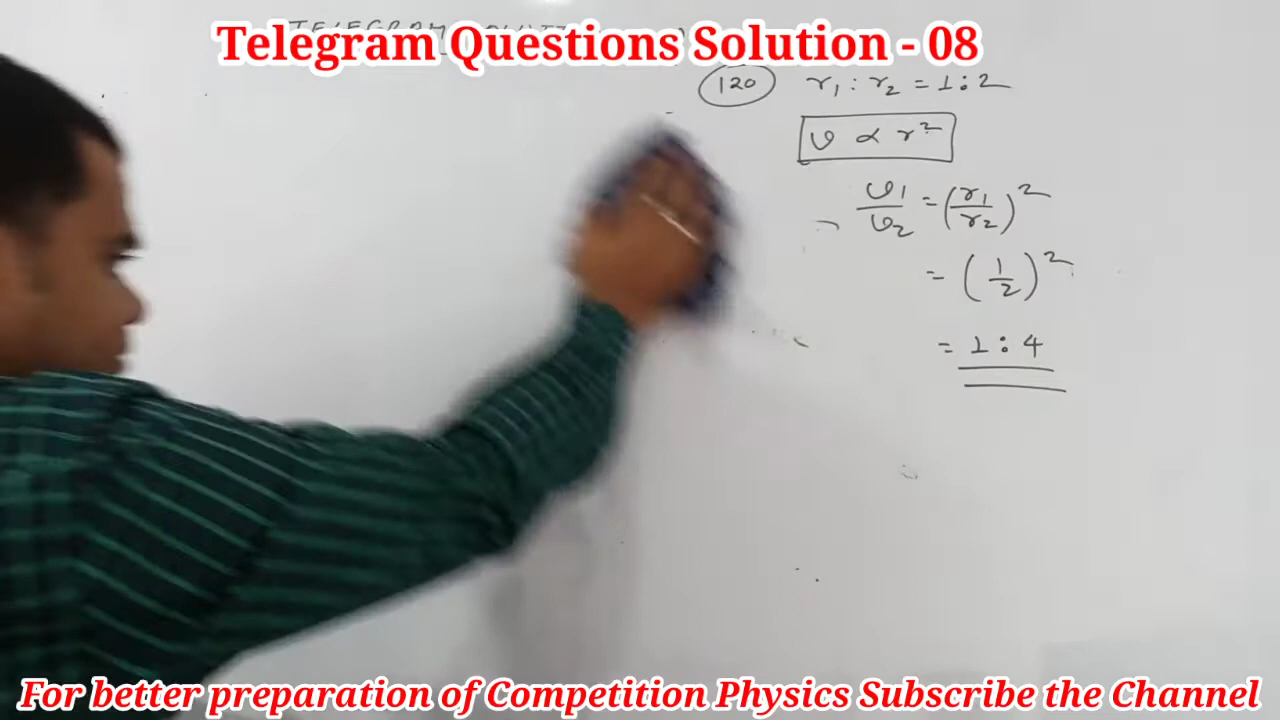 Telegram Questions Solution - 08
120 r₁ : r₂ = 1 : 2
v ∝ r²
v₁/v₂ = (r₁/r₂)²
= (1/2)²
= 1 : 4
For better preparation of Competition Physics Subscribe the Channel